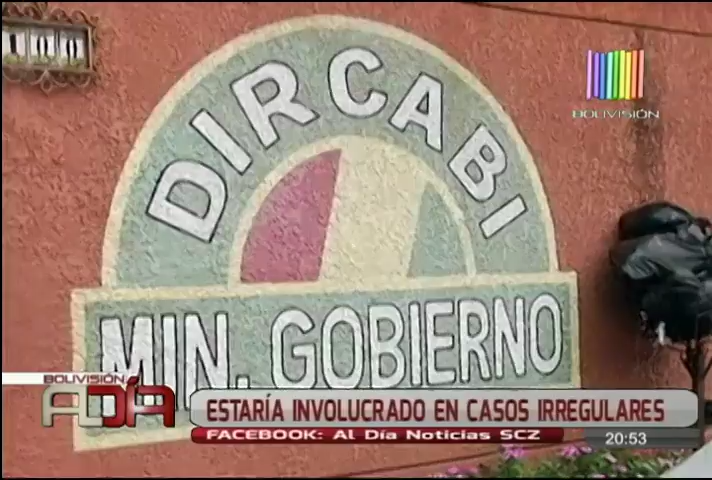 100
DIRCABI
BOLIVISIÓN
MIN. GOBIERNO
BOLIVISIÓN
AL DÍA
ESTARÍA INVOLUCRADO EN CASOS IRREGULARES
FACEBOOK: Al Día Noticias SCZ
20:53